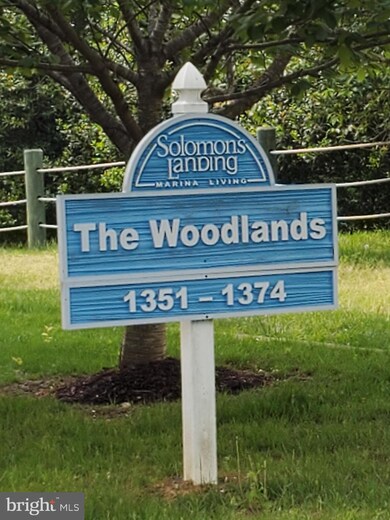 Solomons
Landing
MARINA LIVING
The Woodlands
1351 – 1374
bright MLS